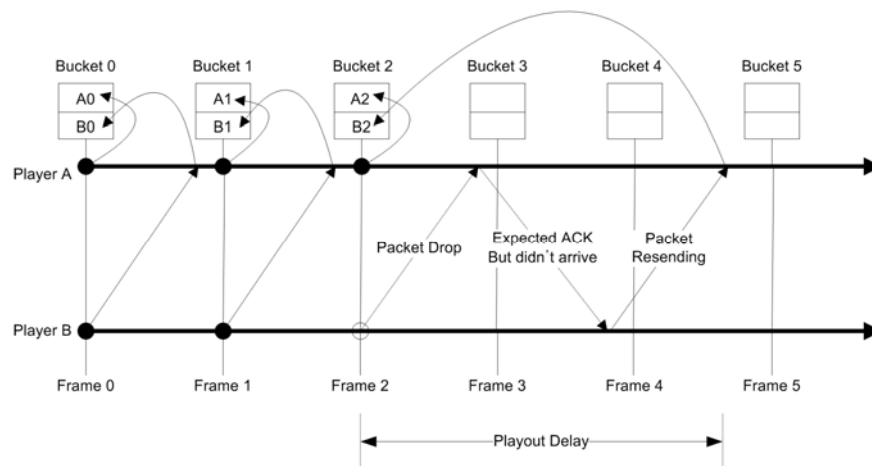 Bucket 0
Bucket 1
Bucket 2
Bucket 3
Bucket 4
Bucket 5
A0
A1
A2
B0
B1
B2
Player A
Packet Drop
Expected ACK
But didn`t arrive
Packet
Resending
Player B
Frame 0
Frame 1
Frame 2
Frame 3
Frame 4
Frame 5
Playout Delay